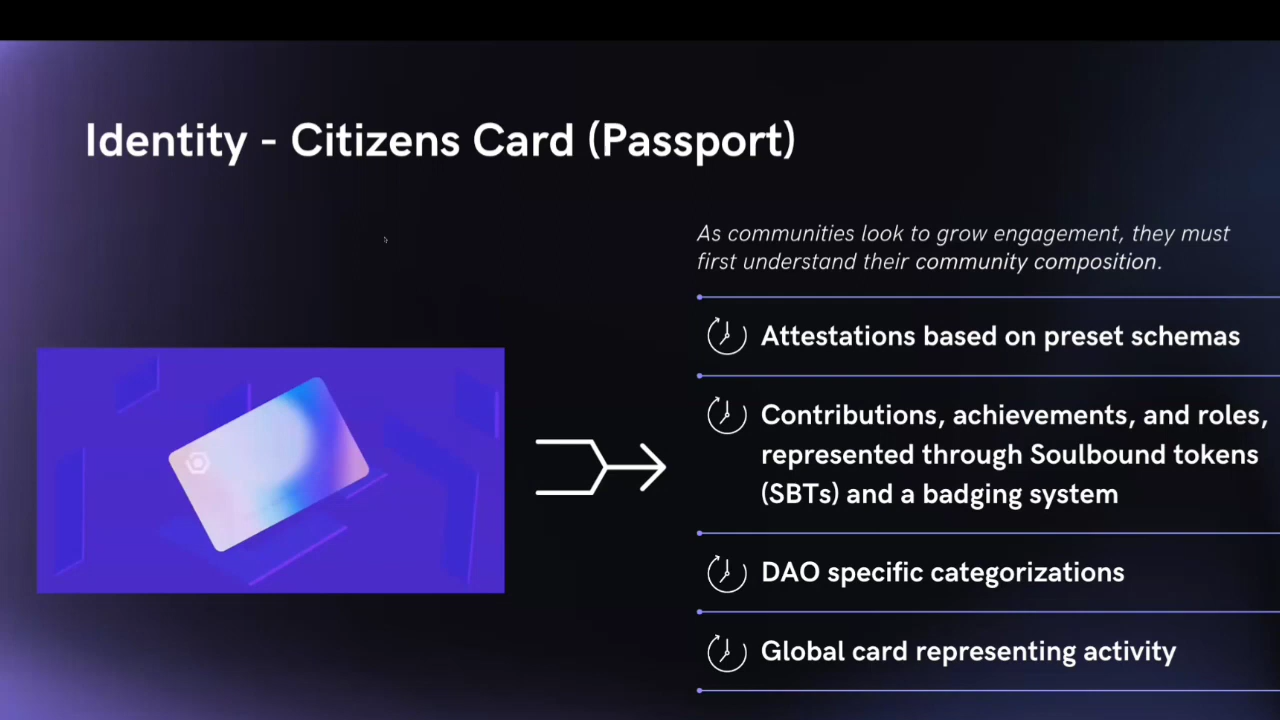 Identity - Citizens Card (Passport)
As communities look to grow engagement, they must
first understand their community composition.
Attestations based on preset schemas
Contributions, achievements, and roles,
represented through Soulbound tokens
(SBTs) and a badging system
DAO specific categorizations
Global card representing activity